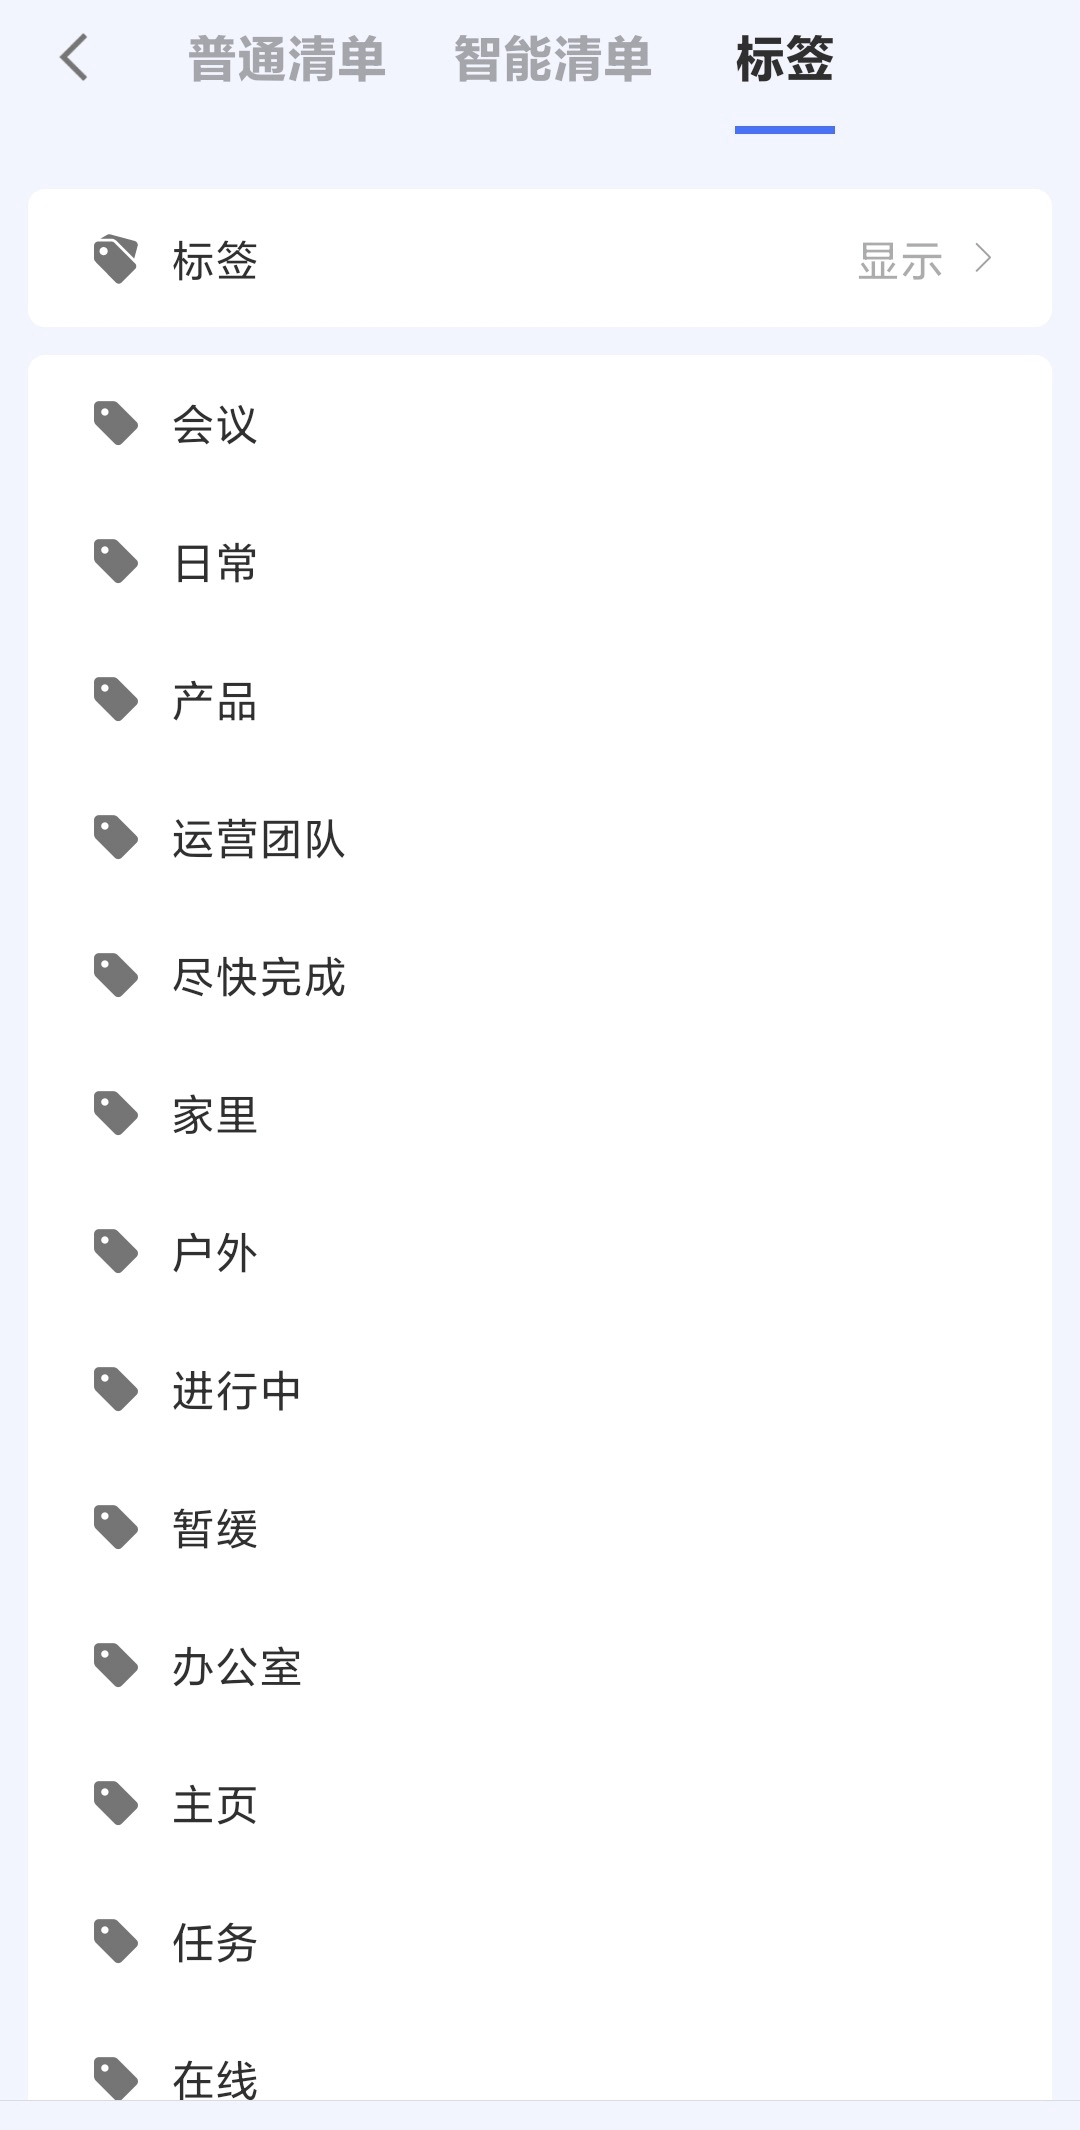 普通清单 智能清单 标签
标签 显示
会议
日常
产品
运营团队
尽快完成
家里
户外
进行中
暂缓
办公室
主页
任务
在线